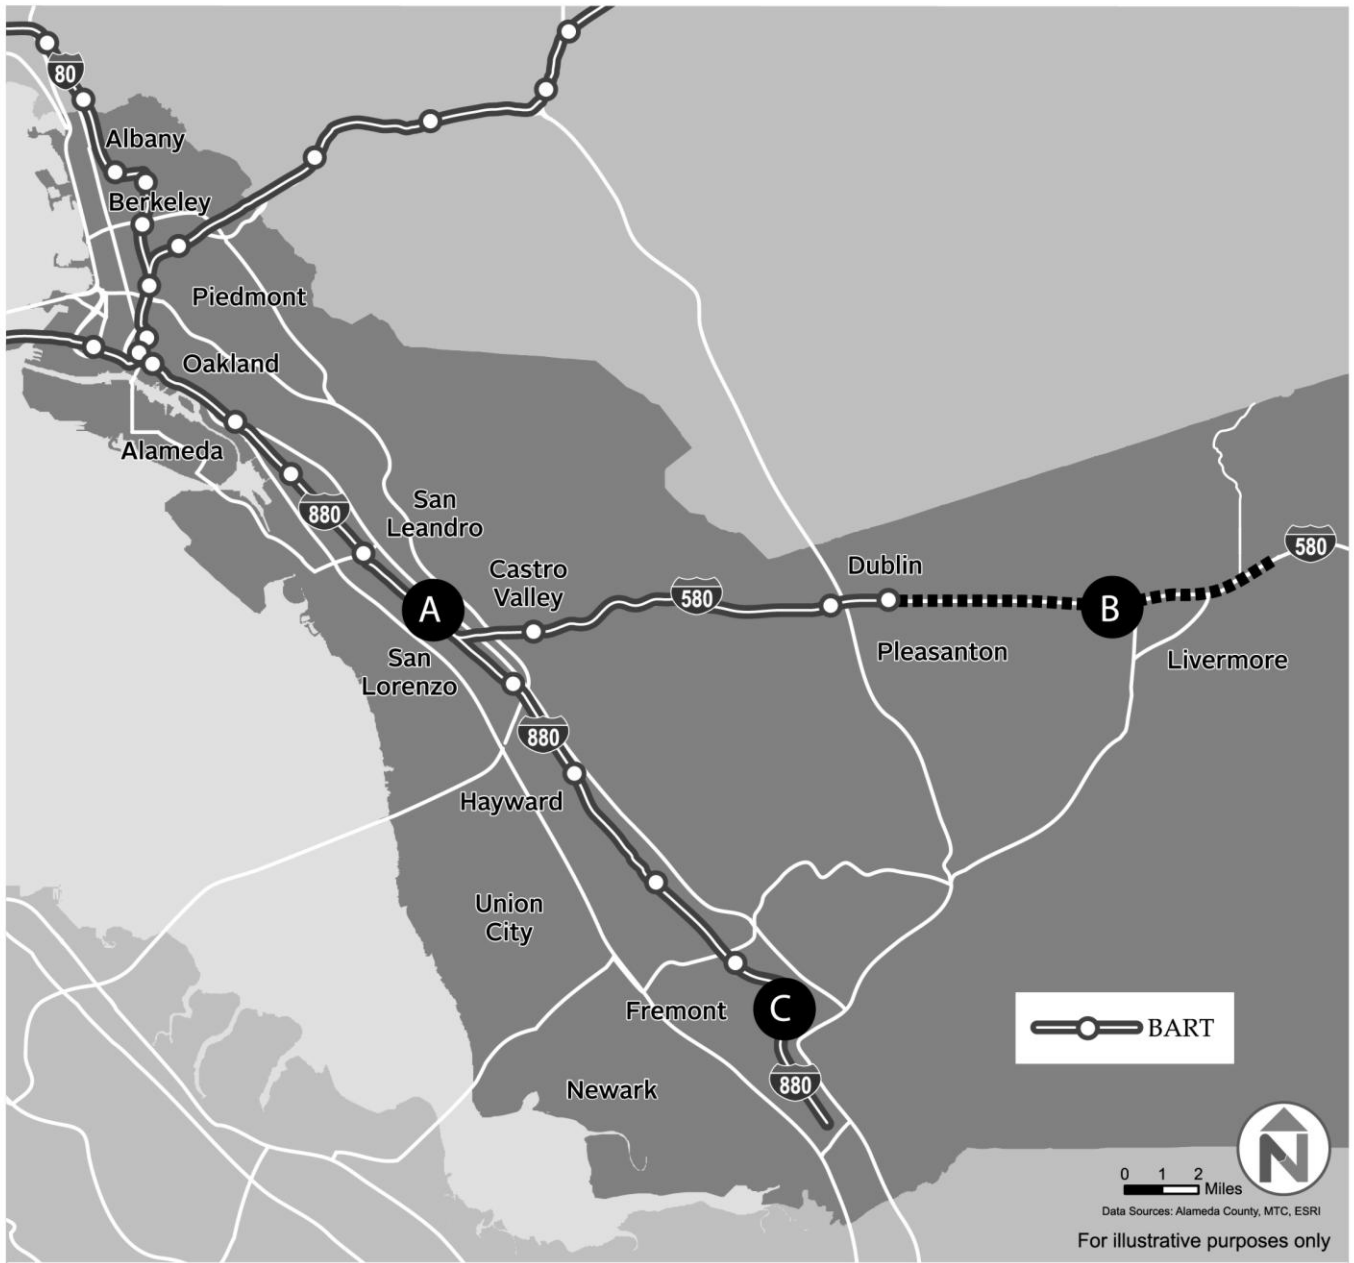 80
Albany
Berkeley
Piedmont
Oakland
Alameda
San
Leandro
880
Castro
Valley
580
Dublin
580
A
B
San
Lorenzo
Pleasanton
Livermore
880
Hayward
Union
City
Fremont
C
BART
880
Newark
N
0 1 2
Miles
Data Sources: Alameda County, MTC, ESRI
For illustrative purposes only